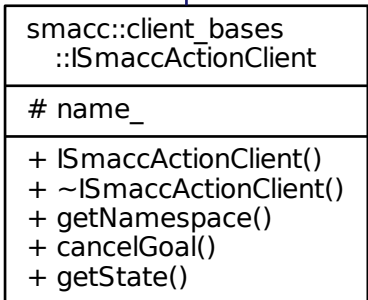 smacc::client_bases
::ISmaccActionClient
# name_
+ ISmaccActionClient()
+ ~ISmaccActionClient()
+ getNamespace()
+ cancelGoal()
+ getState()